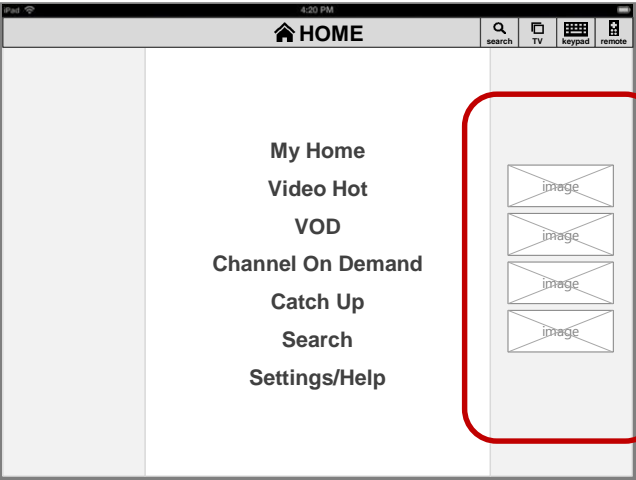 iPad 4:20 PM
HOME
search TV keypad remote
My Home
Video Hot
VOD
Channel On Demand
Catch Up
Search
Settings/Help
image
image
image
image